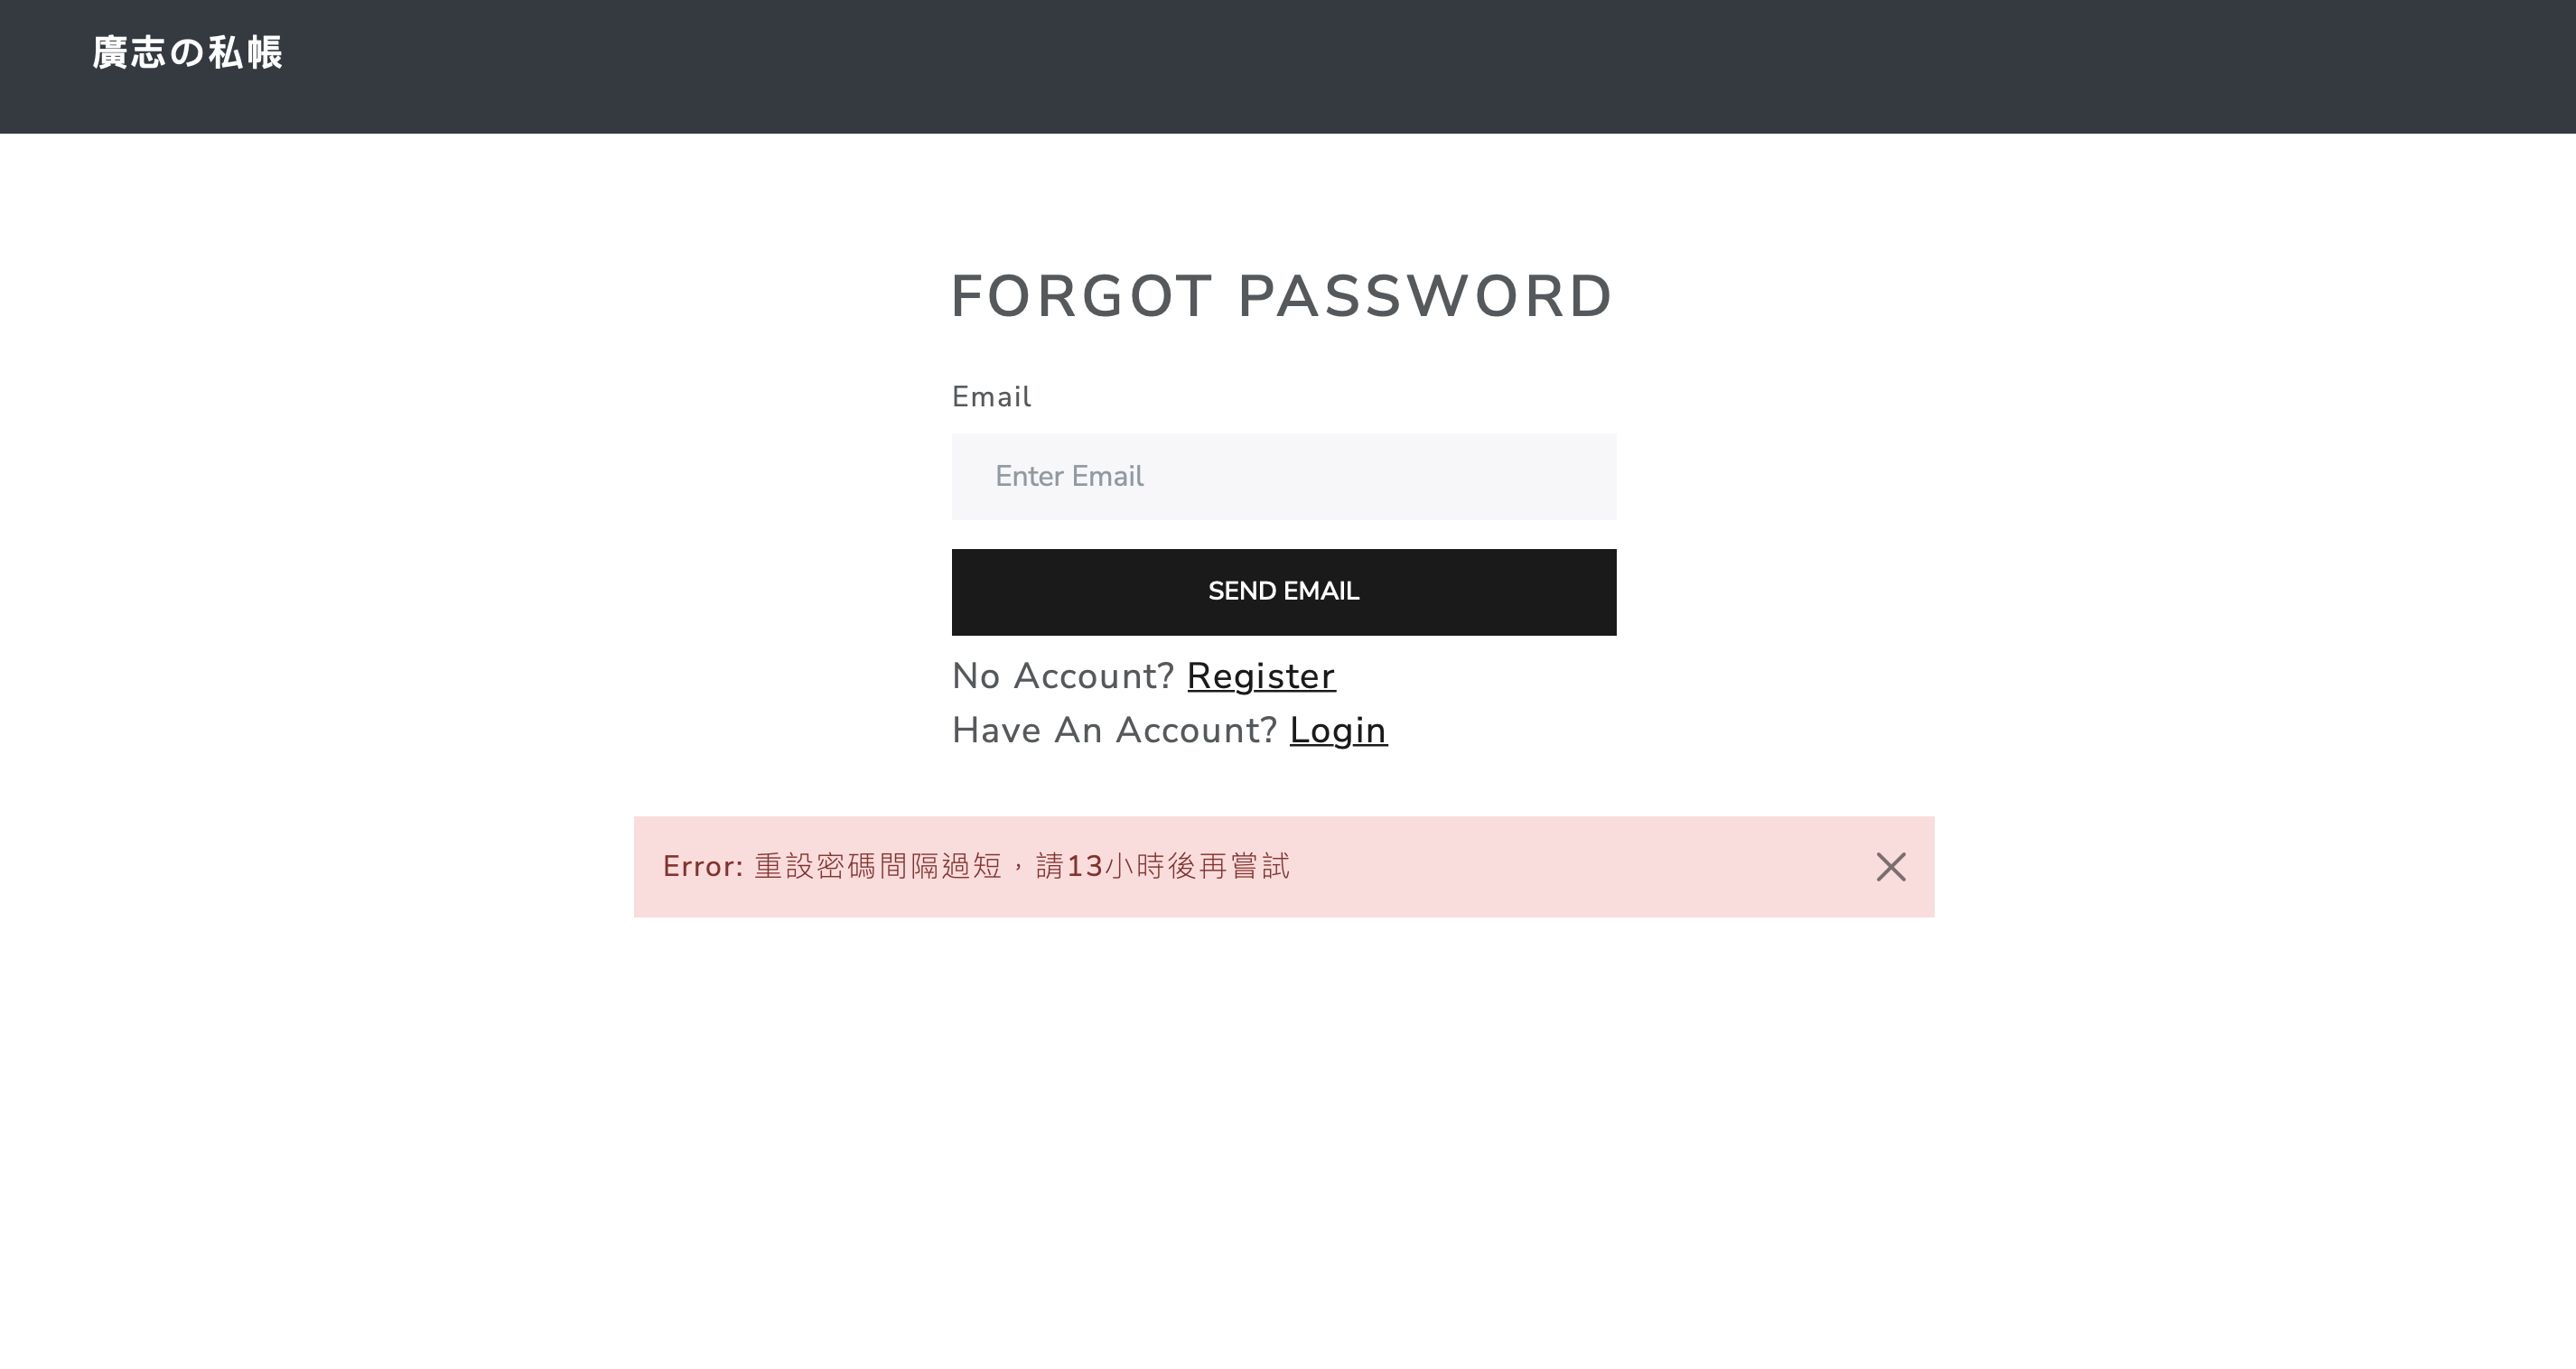 廣志の私帳
FORGOT PASSWORD
Email
Enter Email
SEND EMAIL
No Account? Register
Have An Account? Login
Error: 重設密碼間隔過短，請13小時後再嘗試